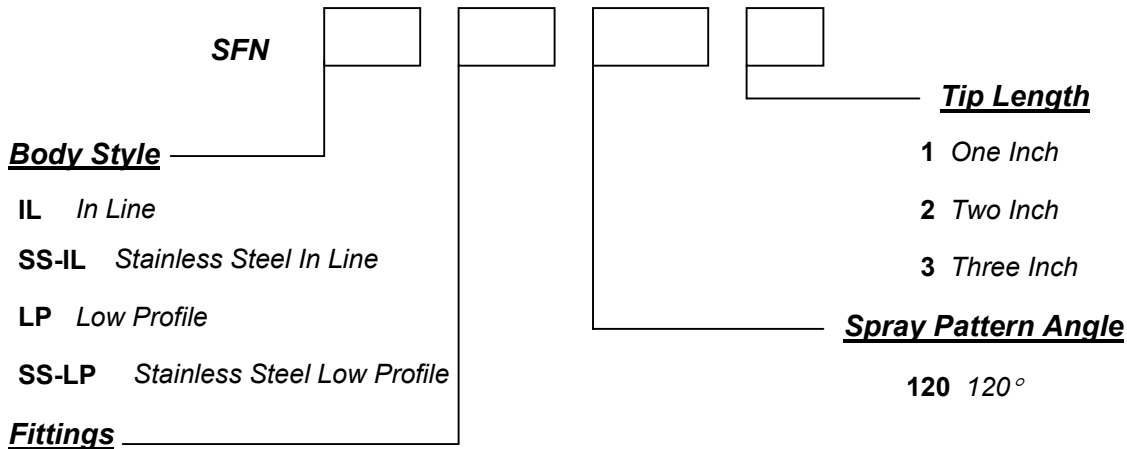 SFN
Tip Length
1 One Inch
2 Two Inch
3 Three Inch
Body Style
IL In Line
SS-IL Stainless Steel In Line
LP Low Profile
SS-LP Stainless Steel Low Profile
Spray Pattern Angle
120 120°
Fittings